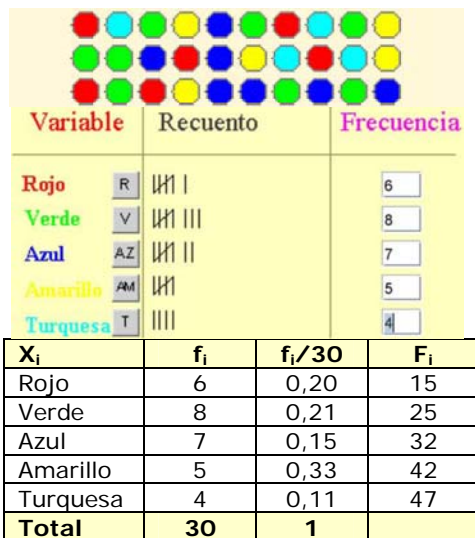 Variable Recuento Frecuencia
Rojo R 6
Verde V 8
Azul AZ 7
Amarillo AM 5
Turquesa T 4
Xi fi fi/30 Fi
Rojo 6 0,20 15
Verde 8 0,21 25
Azul 7 0,15 32
Amarillo 5 0,33 42
Turquesa 4 0,11 47
Total 30 1